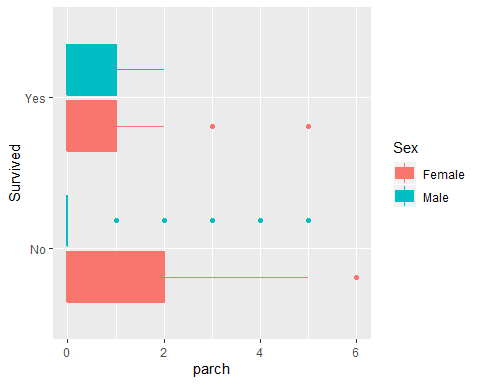 Survived
Yes
No
0
2
4
6
parch
Sex
Female
Male